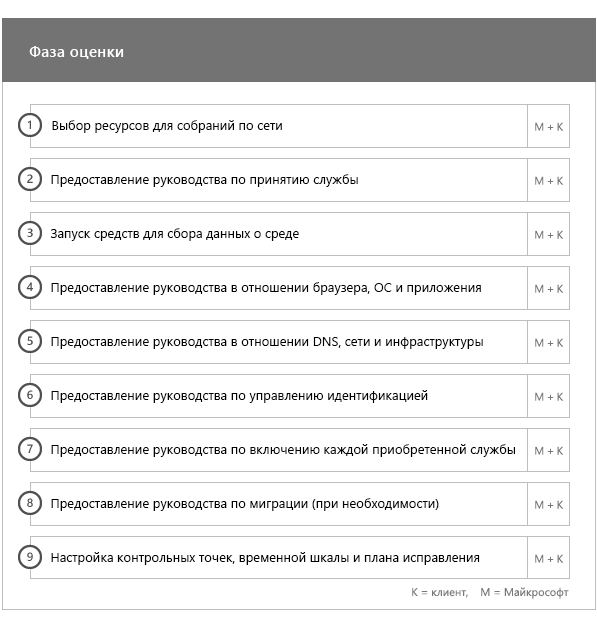 Фаза оценки
1 Выбор ресурсов для собраний по сети М + К
2 Предоставление руководства по принятию службы М + К
3 Запуск средств для сбора данных о среде М + К
4 Предоставление руководства в отношении браузера, ОС и приложения М + К
5 Предоставление руководства в отношении DNS, сети и инфраструктуры М + К
6 Предоставление руководства по управлению идентификацией М + К
7 Предоставление руководства по включению каждой приобретенной службы М + К
8 Предоставление руководства по миграции (при необходимости) М + К
9 Настройка контрольных точек, временной шкалы и плана исправления М + К
К = клиент, М = Майкрософт